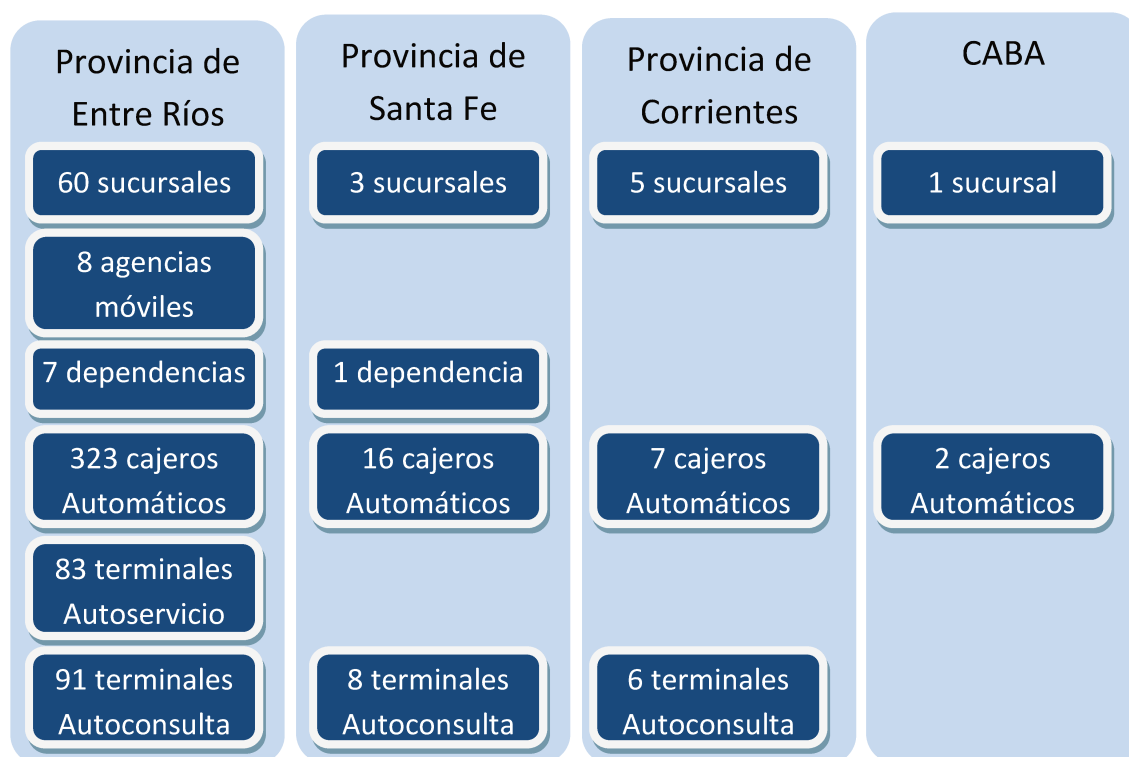 Provincia de
Entre Ríos
60 sucursales
8 agencias
móviles
7 dependencias
323 cajeros
Automáticos
83 terminales
Autoservicio
91 terminales
Autoconsulta
Provincia de
Santa Fe
3 sucursales
1 dependencia
16 cajeros
Automáticos
8 terminales
Autoconsulta
Provincia de
Corrientes
5 sucursales
7 cajeros
Automáticos
6 terminales
Autoconsulta
CABA
1 sucursal
2 cajeros
Automáticos